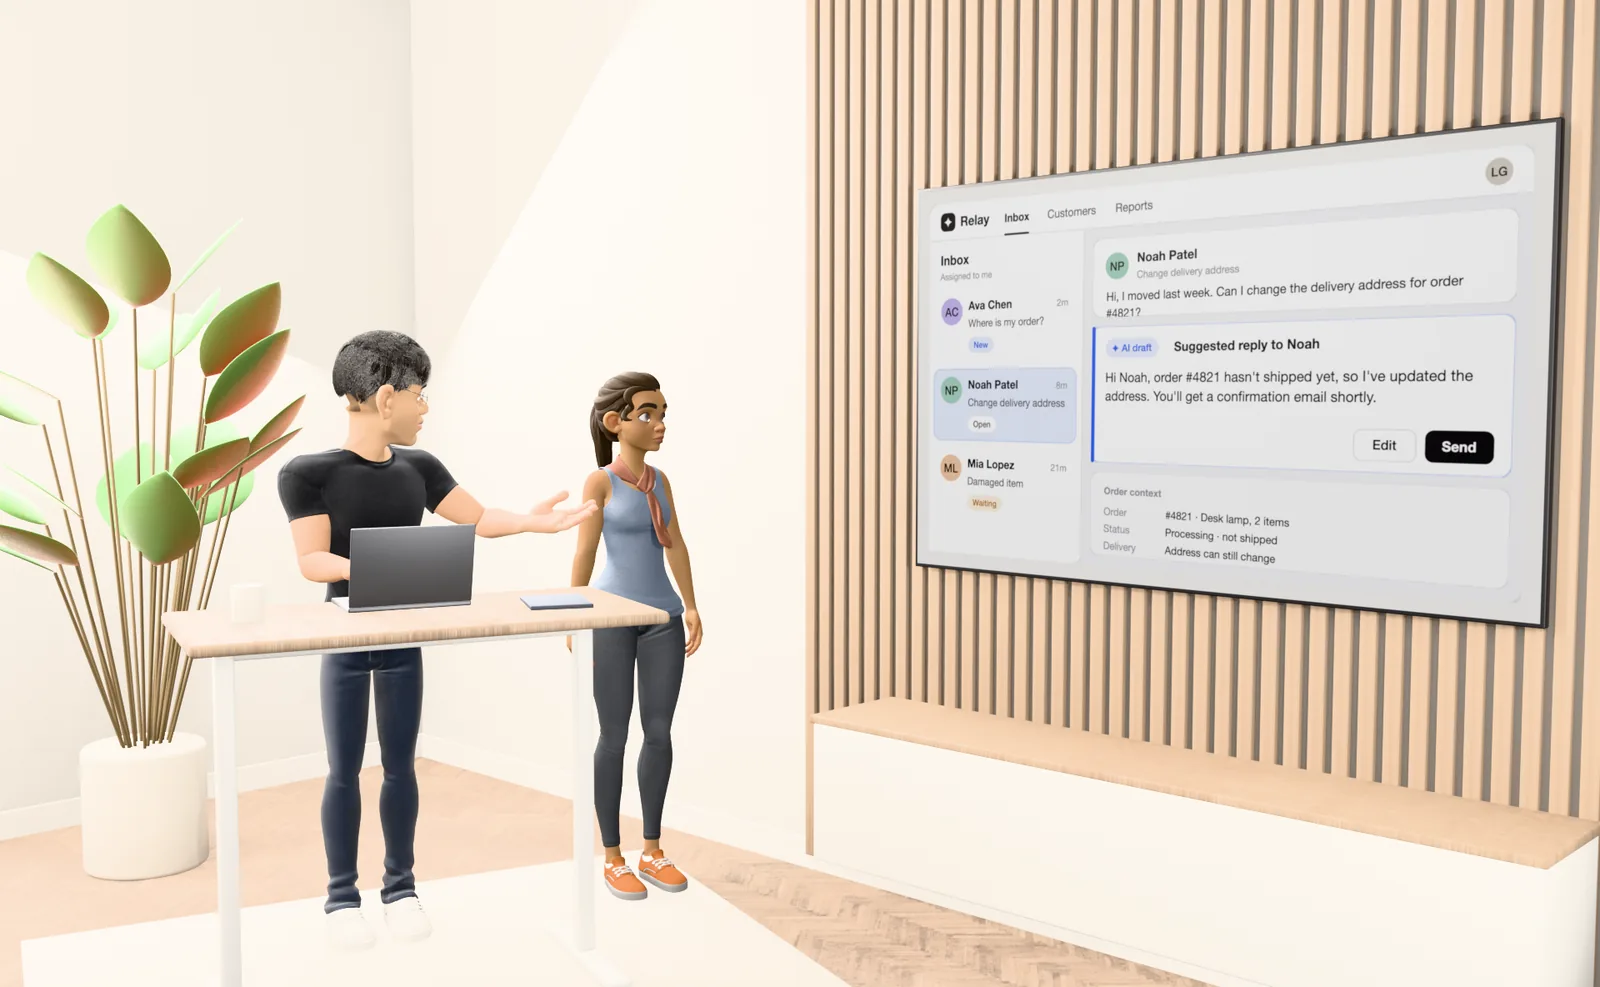 Relay
Inbox
Customers
Reports
LG
Inbox
Assigned to me
AC
Ava Chen
2m
Where is my order?
New
NP
Noah Patel
8m
Change delivery address
Open
ML
Mia Lopez
21m
Damaged item
Waiting
NP
Noah Patel
Change delivery address
Hi, I moved last week. Can I change the delivery address for order
#4821?
AI draft
Suggested reply to Noah
Hi Noah, order #4821 hasn't shipped yet, so I've updated the
address. You'll get a confirmation email shortly.
Edit
Send
Order context
Order
#4821 · Desk lamp, 2 items
Status
Processing · not shipped
Delivery
Address can still change